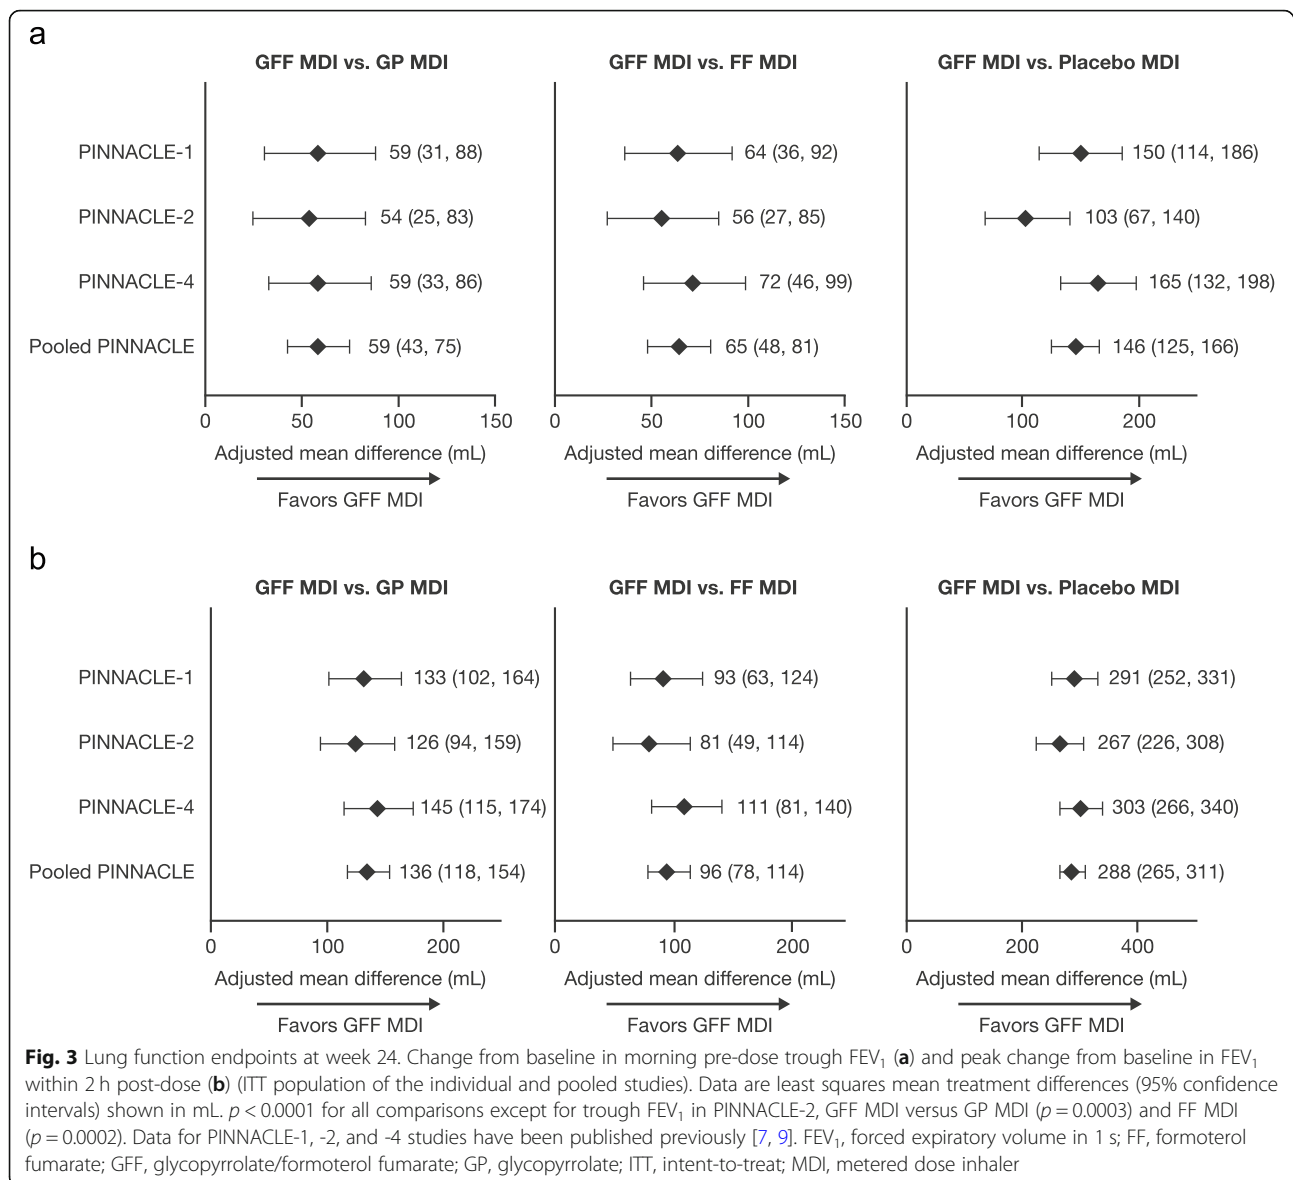 a
GFF MDI vs. GP MDI
GFF MDI vs. FF MDI
GFF MDI vs. Placebo MDI
PINNACLE-1
59 (31, 88)
64 (36, 92)
150 (114, 186)
PINNACLE-2
54 (25, 83)
56 (27, 85)
103 (67, 140)
PINNACLE-4
59 (33, 86)
72 (46, 99)
165 (132, 198)
Pooled PINNACLE
59 (43, 75)
65 (48, 81)
146 (125, 166)
0 50 100 150
0 50 100 150
0 100 200
Adjusted mean difference (mL)
Adjusted mean difference (mL)
Adjusted mean difference (mL)
Favors GFF MDI
Favors GFF MDI
Favors GFF MDI
b
GFF MDI vs. GP MDI
GFF MDI vs. FF MDI
GFF MDI vs. Placebo MDI
PINNACLE-1
133 (102, 164)
93 (63, 124)
291 (252, 331)
PINNACLE-2
126 (94, 159)
81 (49, 114)
267 (226, 308)
PINNACLE-4
145 (115, 174)
111 (81, 140)
303 (266, 340)
Pooled PINNACLE
136 (118, 154)
96 (78, 114)
288 (265, 311)
0 100 200
0 100 200
0 200 400
Adjusted mean difference (mL)
Adjusted mean difference (mL)
Adjusted mean difference (mL)
Favors GFF MDI
Favors GFF MDI
Favors GFF MDI
Fig. 3 Lung function endpoints at week 24. Change from baseline in morning pre-dose trough FEV₁ (a) and peak change from baseline in FEV₁
within 2 h post-dose (b) (ITT population of the individual and pooled studies). Data are least squares mean treatment differences (95% confidence
intervals) shown in mL. p < 0.0001 for all comparisons except for trough FEV₁ in PINNACLE-2, GFF MDI versus GP MDI (p = 0.0003) and FF MDI
(p = 0.0002). Data for PINNACLE-1, -2, and -4 studies have been published previously [7, 9]. FEV₁, forced expiratory volume in 1 s; FF, formoterol
fumarate; GFF, glycopyrrolate/formoterol fumarate; GP, glycopyrrolate; ITT, intent-to-treat; MDI, metered dose inhaler